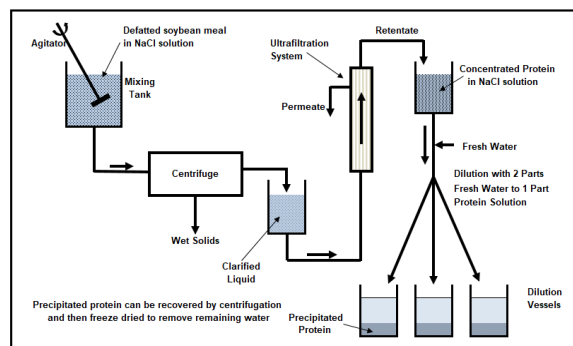 Agitator
Defatted soybean meal
in NaCl solution
Mixing
Tank
Centrifuge
Wet Solids
Clarified
Liquid
Ultrafiltration
System
Permeate
Retentate
Concentrated Protein
in NaCl solution
Fresh Water
Dilution with 2 Parts
Fresh Water to 1 Part
Protein Solution
Dilution
Vessels
Precipitated
Protein
Precipitated protein can be recovered by centrifugation
and then freeze dried to remove remaining water